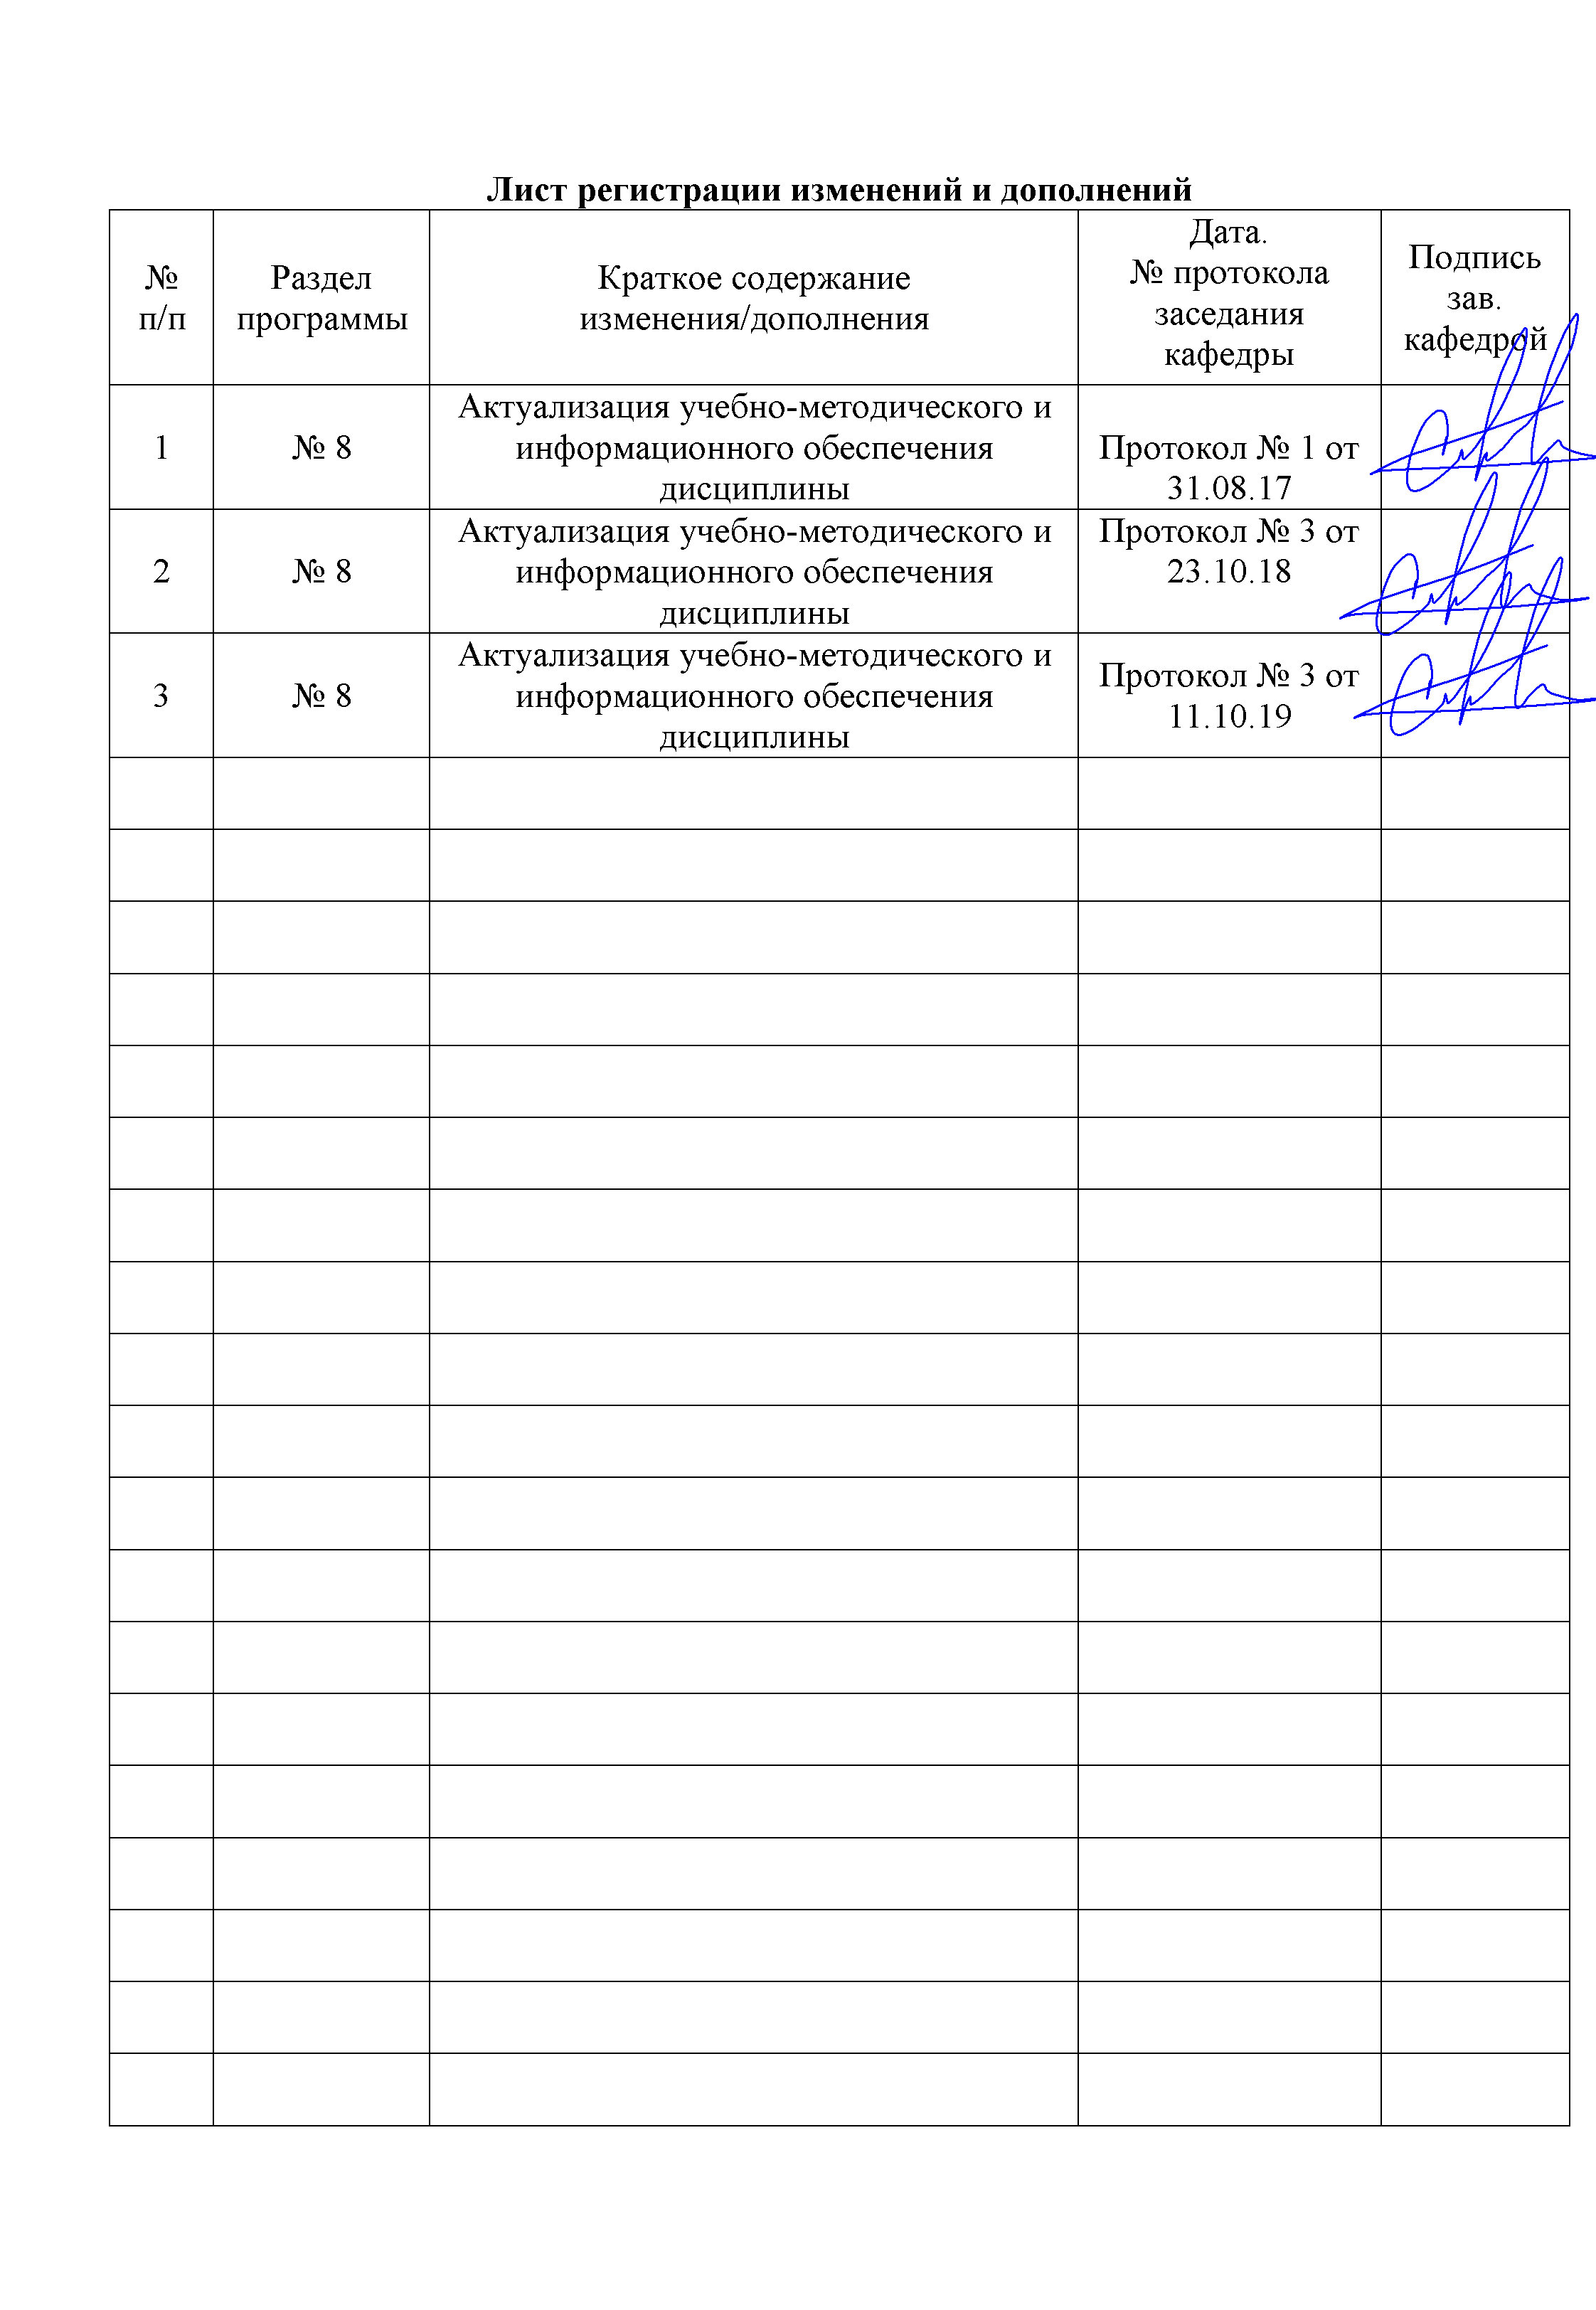 Лист регистрации изменений и дополнений
№
п/п
Раздел
программы
Краткое содержание
изменения/дополнения
Дата.
№ протокола
заседания
кафедры
Подпись
зав.
кафедрой
1
№ 8
Актуализация учебно-методического и
информационного обеспечения
дисциплины
Протокол № 1 от
31.08.17
2
№ 8
Актуализация учебно-методического и
информационного обеспечения
дисциплины
Протокол № 3 от
23.10.18
3
№ 8
Актуализация учебно-методического и
информационного обеспечения
дисциплины
Протокол № 3 от
11.10.19